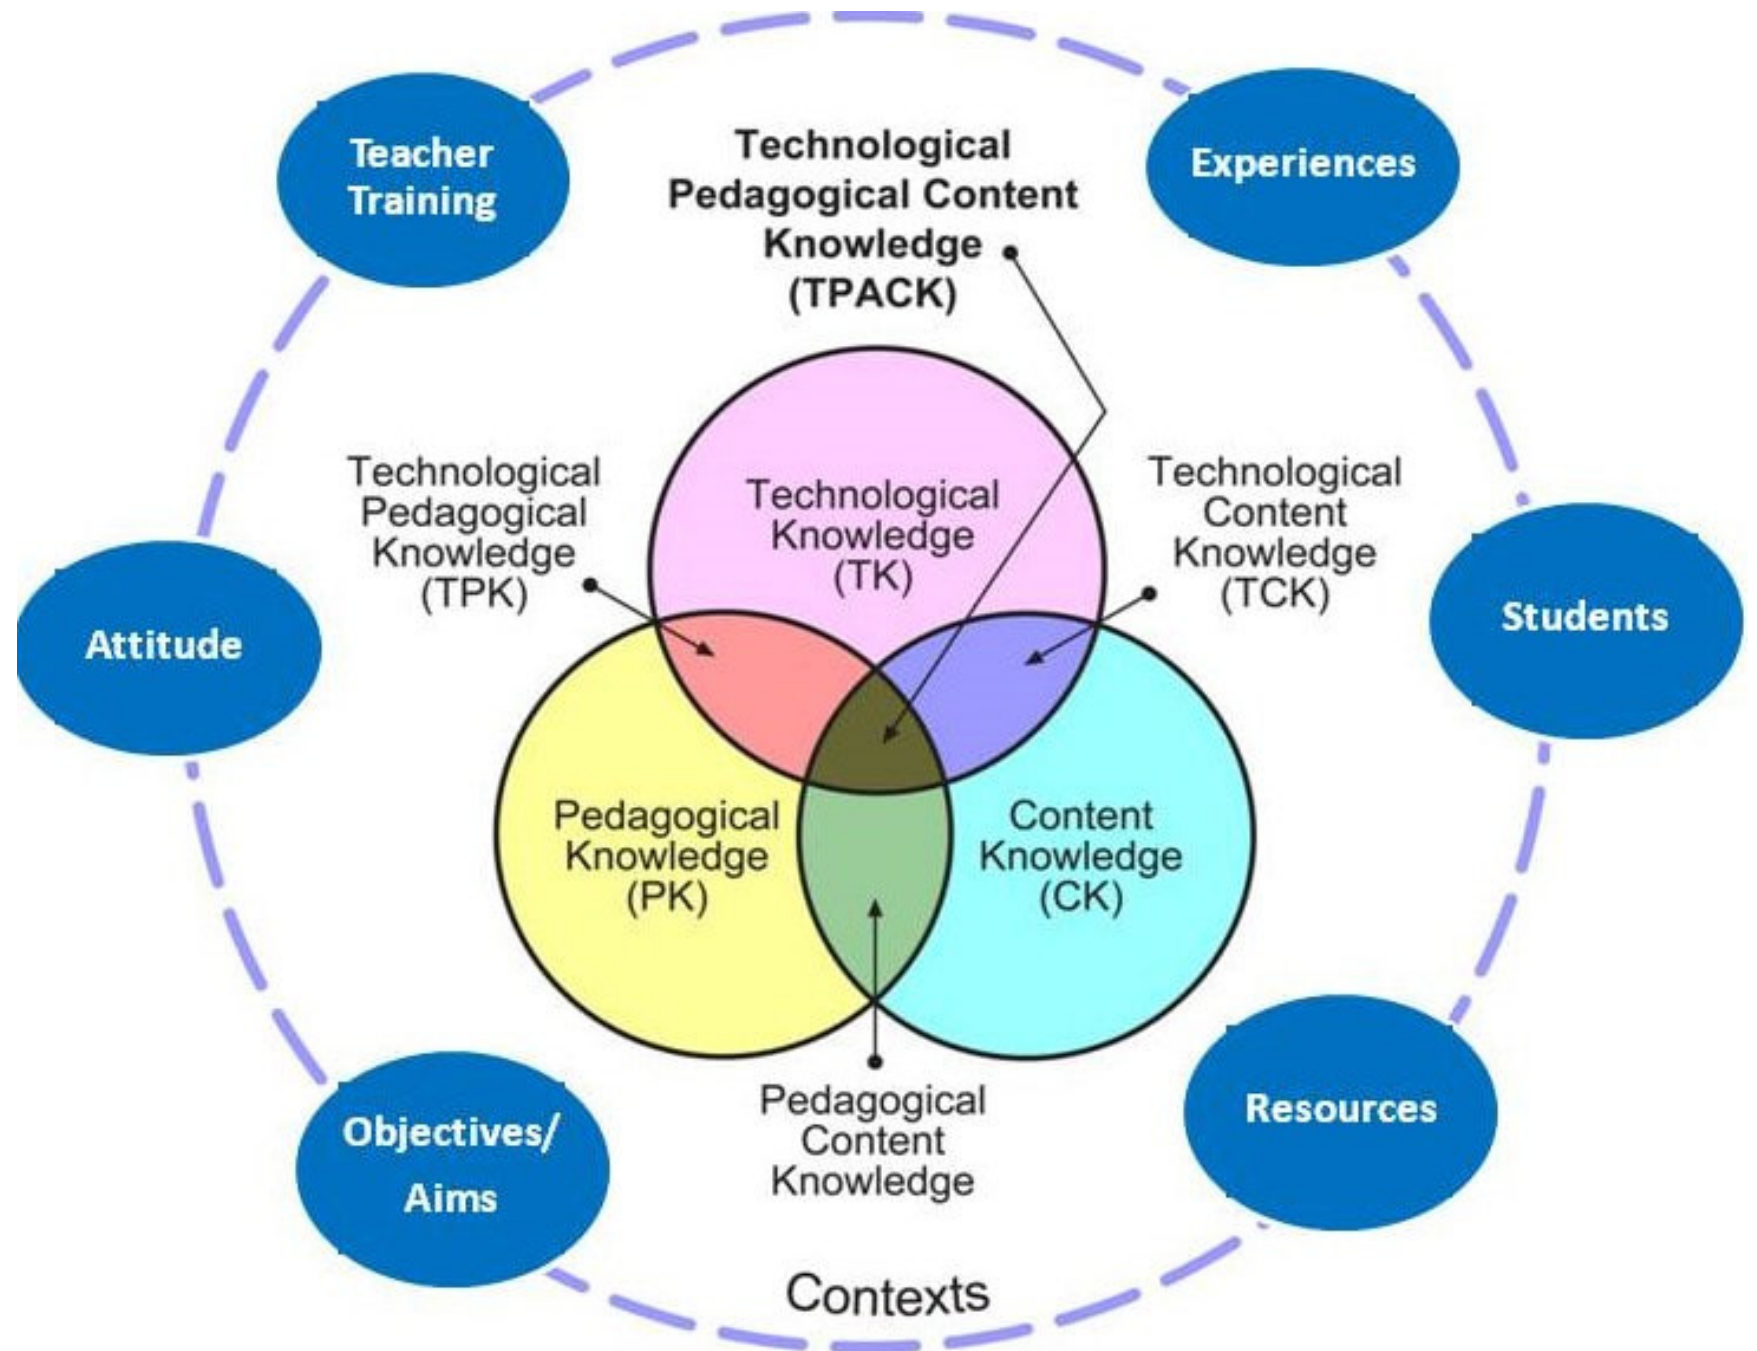 Teacher
Training
Technological
Pedagogical Content
Knowledge
(TPACK)
Experiences
Technological
Pedagogical
Knowledge
(TPK)
Technological
Knowledge
(TK)
Technological
Content
Knowledge
(TCK)
Attitude
Students
Pedagogical
Knowledge
(PK)
Content
Knowledge
(CK)
Objectives/
Aims
Pedagogical
Content
Knowledge
Resources
Contexts